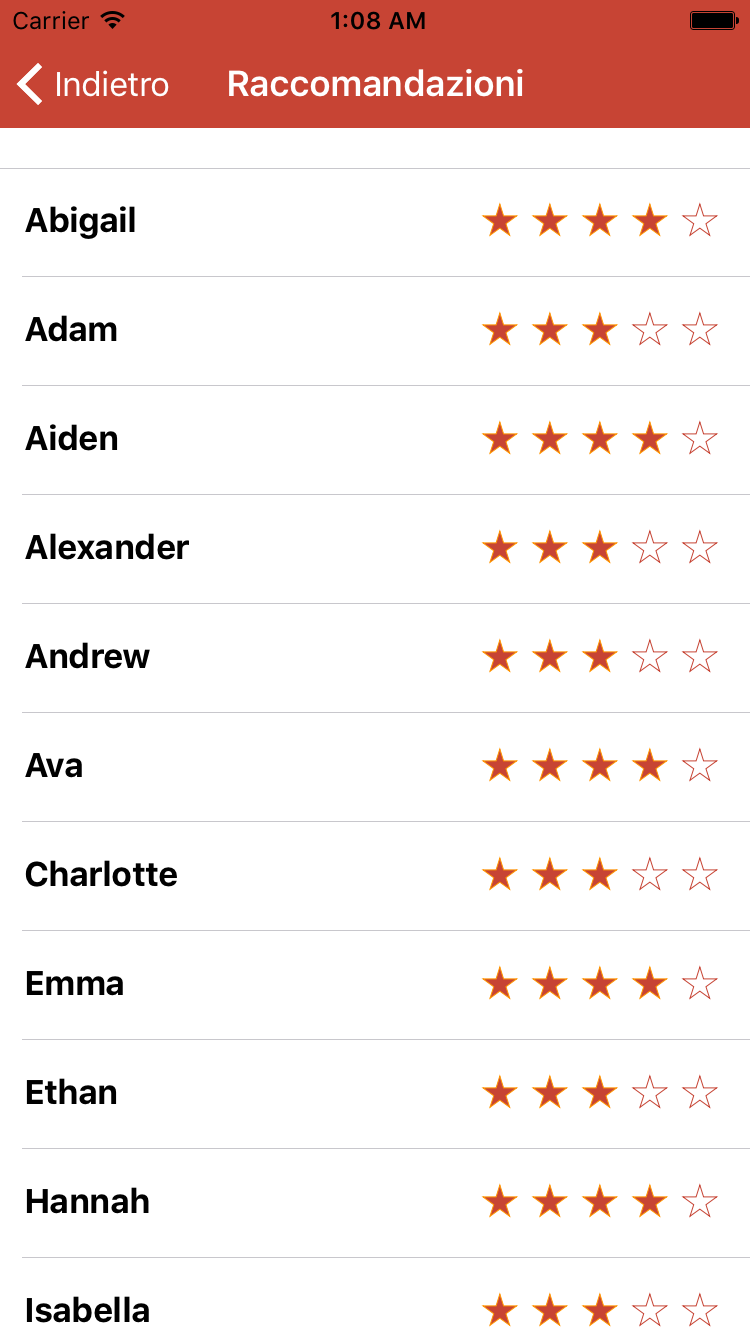 Carrier 1:08 AM
Indietro Raccomandazioni
Abigail ★ ★ ★ ★ ☆
Adam ★ ★ ★ ☆ ☆
Aiden ★ ★ ★ ★ ☆
Alexander ★ ★ ★ ☆ ☆
Andrew ★ ★ ★ ☆ ☆
Ava ★ ★ ★ ★ ☆
Charlotte ★ ★ ★ ☆ ☆
Emma ★ ★ ★ ★ ☆
Ethan ★ ★ ★ ☆ ☆
Hannah ★ ★ ★ ★ ☆
Isabella ★ ★ ★ ☆ ☆